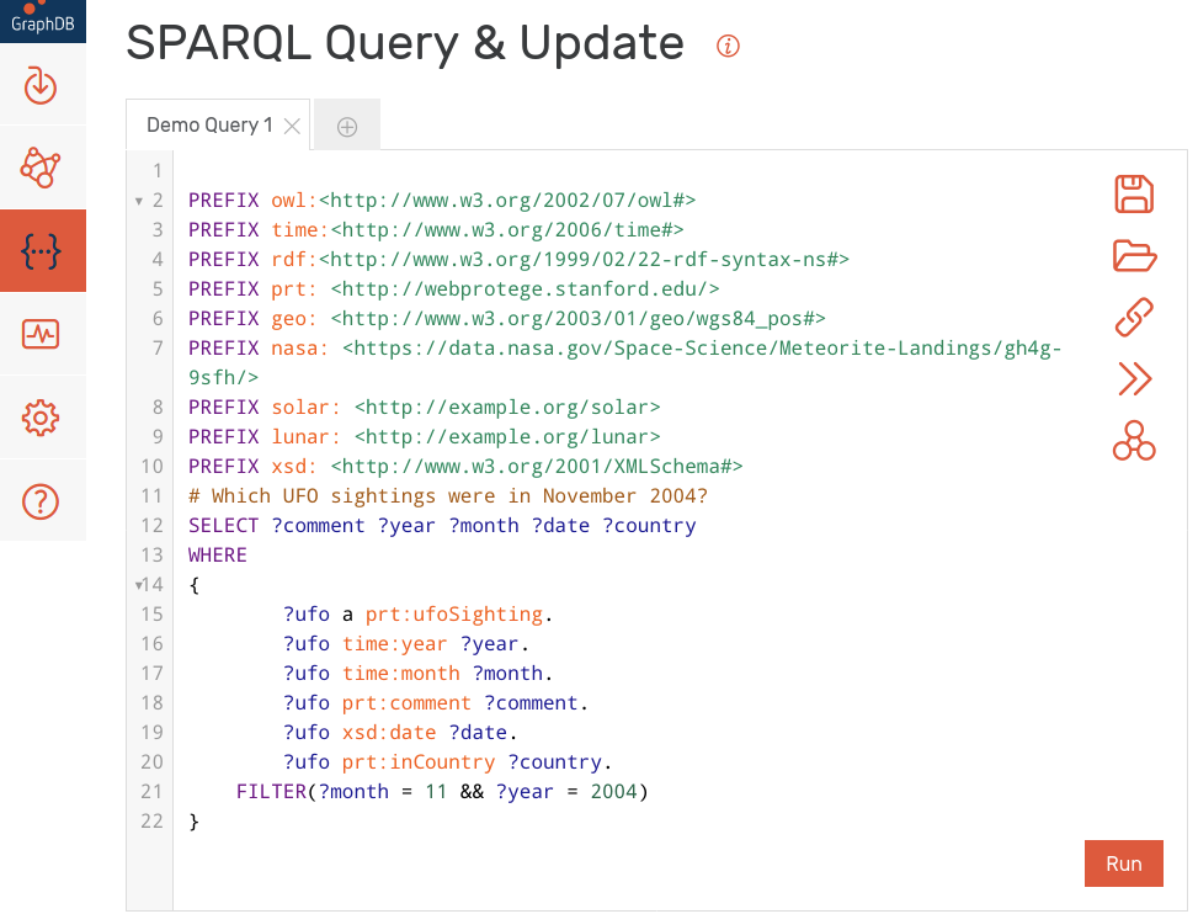 GraphDB
SPARQL Query & Update
Demo Query 1
1
2 PREFIX owl:<http://www.w3.org/2002/07/owl#>
3 PREFIX time:<http://www.w3.org/2006/time#>
4 PREFIX rdf:<http://www.w3.org/1999/02/22-rdf-syntax-ns#>
5 PREFIX prt: <http://webprotege.stanford.edu/>
6 PREFIX geo: <http://www.w3.org/2003/01/geo/wgs84_pos#>
7 PREFIX nasa: <https://data.nasa.gov/Space-Science/Meteorite-Landings/gh4g-
9sfh/>
8 PREFIX solar: <http://example.org/solar>
9 PREFIX lunar: <http://example.org/lunar>
10 PREFIX xsd: <http://www.w3.org/2001/XMLSchema#>
11 # Which UFO sightings were in November 2004?
12 SELECT ?comment ?year ?month ?date ?country
13 WHERE
14 {
15 ?ufo a prt:ufoSighting.
16 ?ufo time:year ?year.
17 ?ufo time:month ?month.
18 ?ufo prt:comment ?comment.
19 ?ufo xsd:date ?date.
20 ?ufo prt:inCountry ?country.
21 FILTER(?month = 11 && ?year = 2004)
22 }
Run